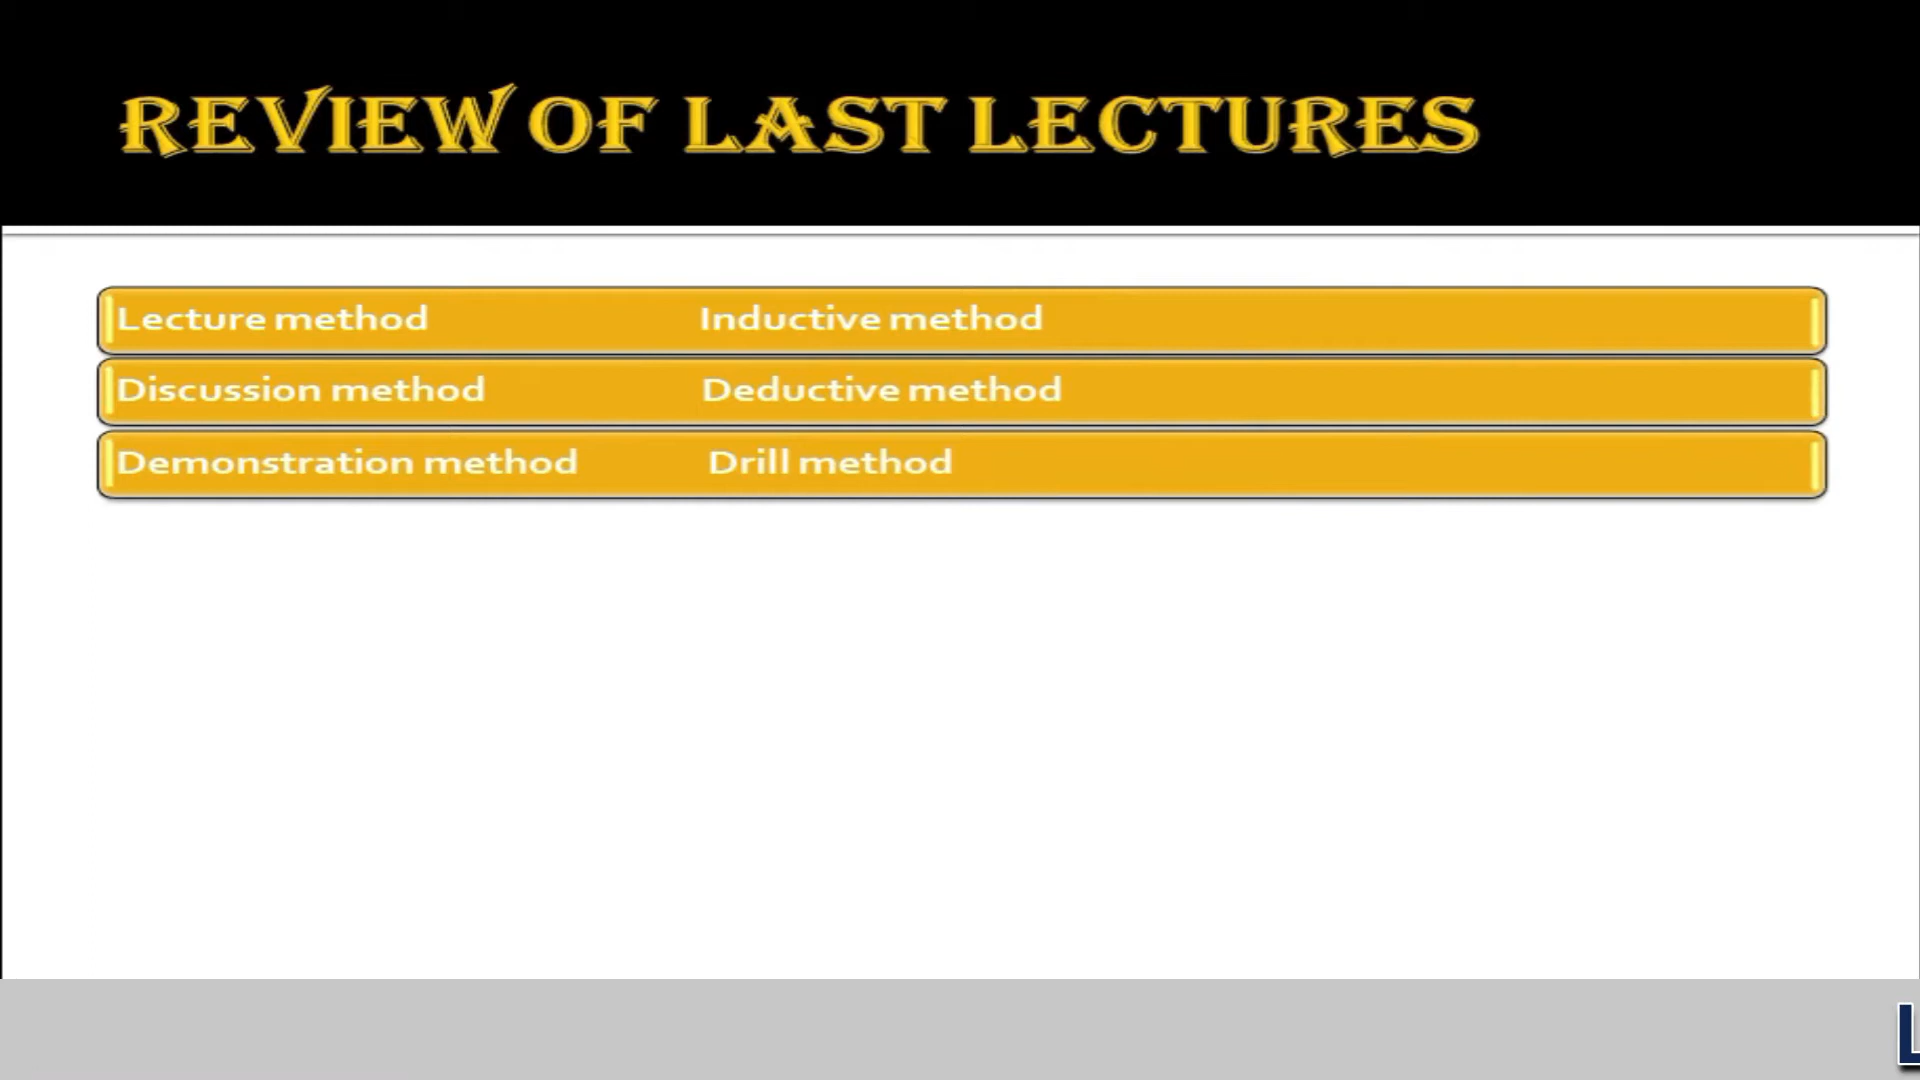 REVIEW OF LAST LECTURES
Lecture method Inductive method
Discussion method Deductive method
Demonstration method Drill method
L